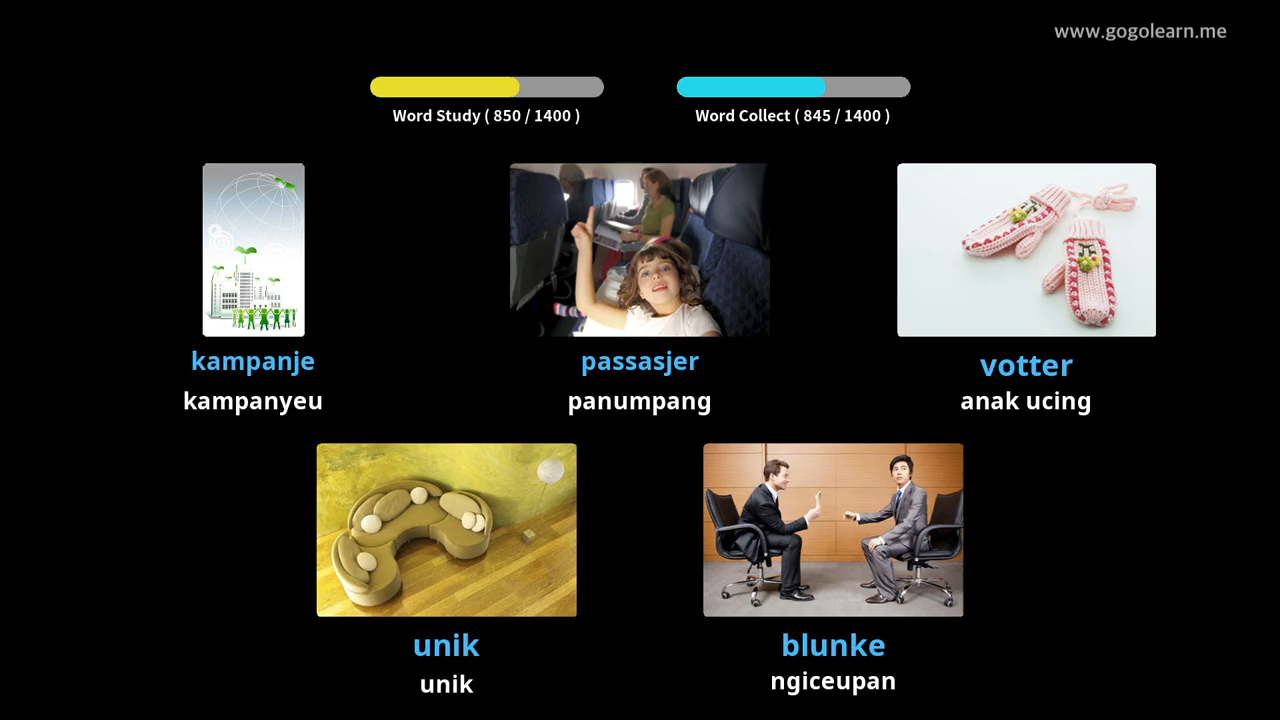 www.gogolearn.me
Word Study ( 850 / 1400 )
Word Collect ( 845 / 1400 )
kampanje
kampanyeu
passasjer
panumpang
votter
anak ucing
unik
unik
blunke
ngiceupan